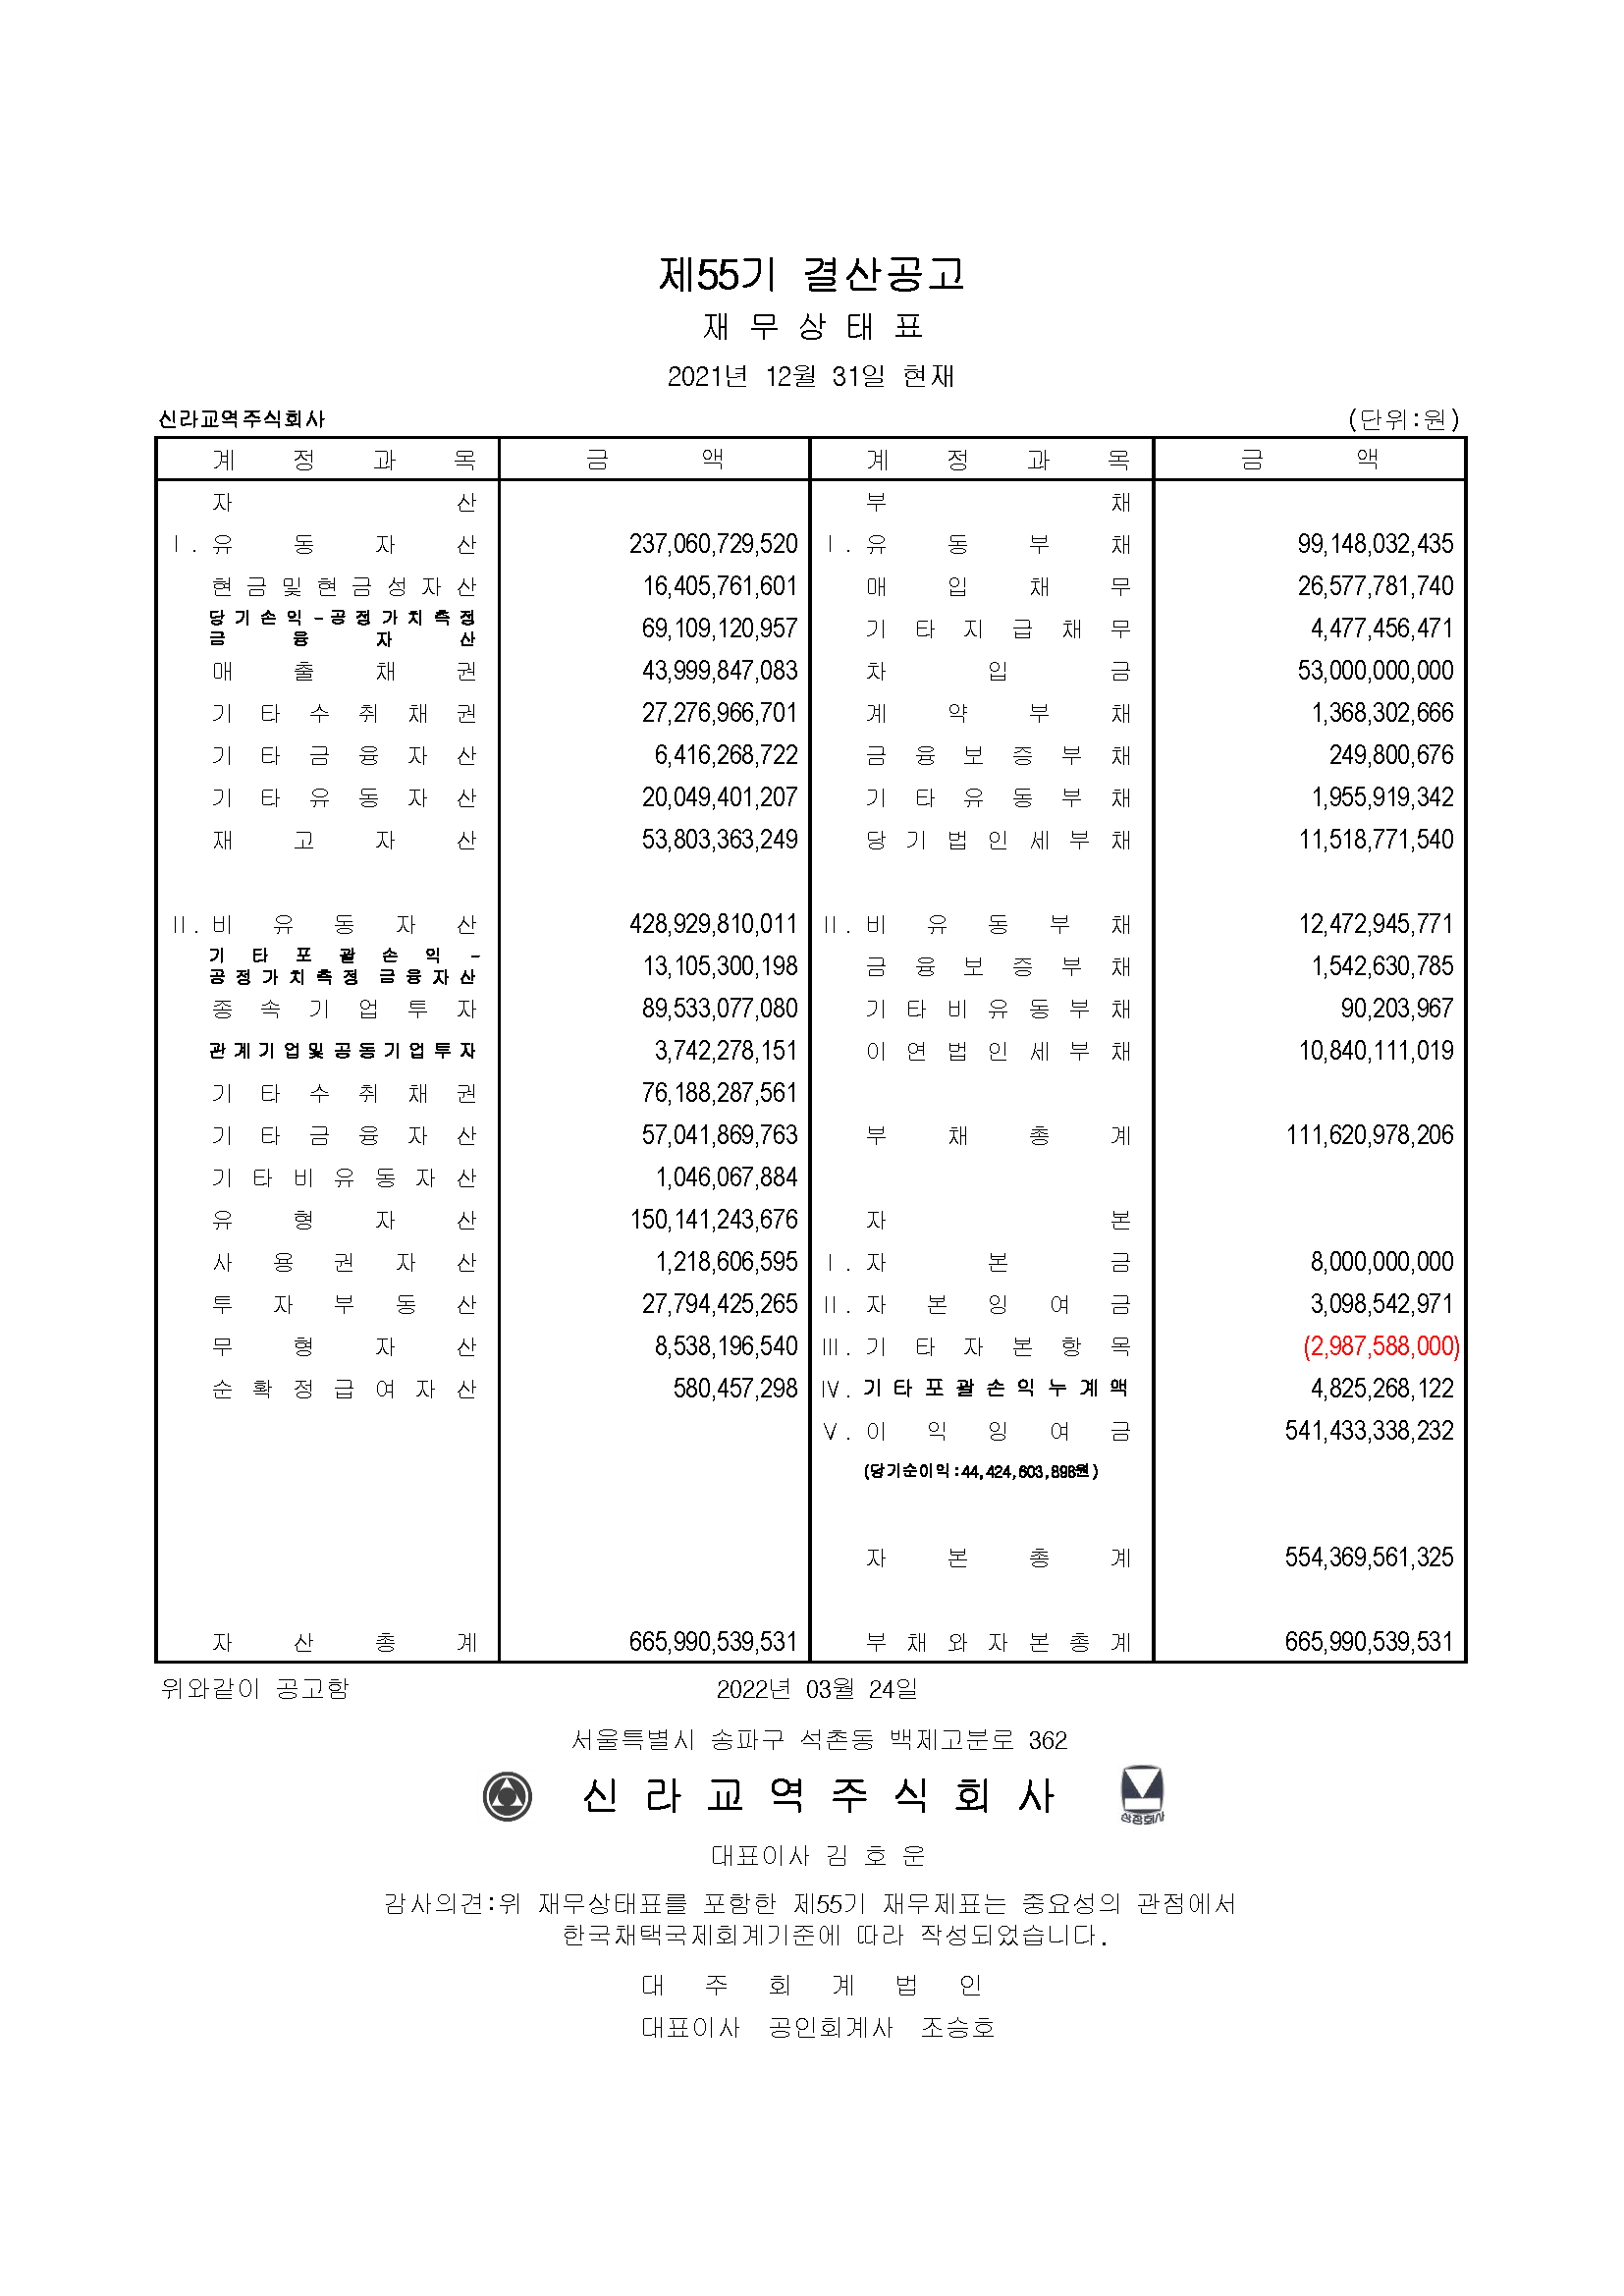 제55기 결산공고
재 무 상 태 표
2021년 12월 31일 현재
신라교역주식회사 (단위:원)
계 정 과 목 금 액 계 정 과 목 금 액
자 산 부 채
Ⅰ. 유 동 자 산 237,060,729,520 Ⅰ. 유 동 부 채 99,148,032,435
현 금 및 현 금 성 자 산 16,405,761,601 매 입 채 무 26,577,781,740
당 기 손 익 - 공 정 가 치 측 정
금 융 자 산 69,109,120,957 기 타 지 급 채 무 4,477,456,471
매 출 채 권 43,999,847,083 차 입 금 53,000,000,000
기 타 수 취 채 권 27,276,966,701 계 약 부 채 1,368,302,666
기 타 금 융 자 산 6,416,268,722 금 융 보 증 부 채 249,800,676
기 타 유 동 자 산 20,049,401,207 기 타 유 동 부 채 1,955,919,342
재 고 자 산 53,803,363,249 당 기 법 인 세 부 채 11,518,771,540
Ⅱ. 비 유 동 자 산 428,929,810,011 Ⅱ. 비 유 동 부 채 12,472,945,771
기 타 포 괄 손 익 -
공 정 가 치 측 정 금 융 자 산 13,105,300,198 금 융 보 증 부 채 1,542,630,785
종 속 기 업 투 자 89,533,077,080 기 타 비 유 동 부 채 90,203,967
관 계 기 업 및 공 동 기 업 투 자 3,742,278,151 이 연 법 인 세 부 채 10,840,111,019
기 타 수 취 채 권 76,188,287,561
기 타 금 융 자 산 57,041,869,763 부 채 총 계 111,620,978,206
기 타 비 유 동 자 산 1,046,067,884
유 형 자 산 150,141,243,676 자 본
사 용 권 자 산 1,218,606,595 Ⅰ. 자 본 금 8,000,000,000
투 자 부 동 산 27,794,425,265 Ⅱ. 자 본 잉 여 금 3,098,542,971
무 형 자 산 8,538,196,540 Ⅲ. 기 타 자 본 항 목 (2,987,588,000)
순 확 정 급 여 자 산 580,457,298 Ⅳ. 기 타 포 괄 손 익 누 계 액 4,825,268,122
Ⅴ. 이 익 잉 여 금 541,433,338,232
(당기순이익:44,424,603,898원)
자 본 총 계 554,369,561,325
자 산 총 계 665,990,539,531 부 채 와 자 본 총 계 665,990,539,531
위와같이 공고함 2022년 03월 24일
서울특별시 송파구 석촌동 백제고분로 362
신 라 교 역 주 식 회 사
상장회사
대표이사 김 호 운
감사의견:위 재무상태표를 포함한 제55기 재무제표는 중요성의 관점에서
한국채택국제회계기준에 따라 작성되었습니다.
대 주 회 계 법 인
대표이사 공인회계사 조승호